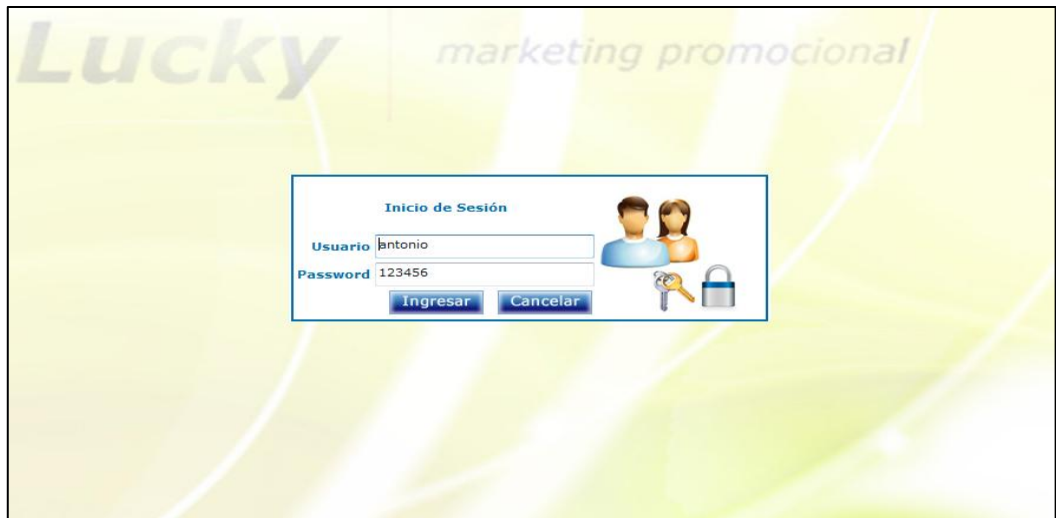 Lucky marketing promocional
Inicio de Sesión
Usuario antonio
Password 123456
Ingresar Cancelar